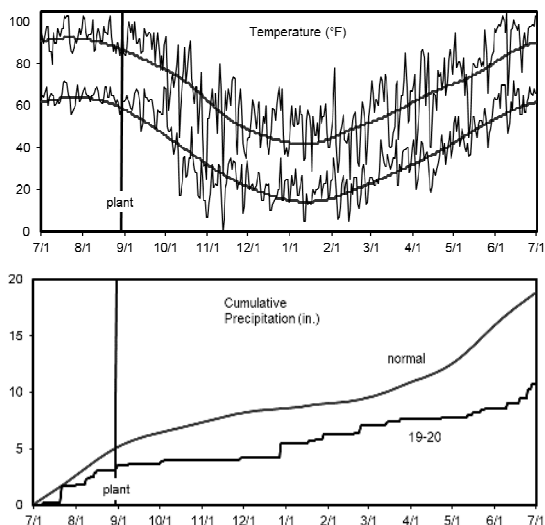 Temperature (°F)
100
80
60
40
20
0
plant
7/1 8/1 9/1 10/1 11/1 12/1 1/1 2/1 3/1 4/1 5/1 6/1 7/1
20
Cumulative
Precipitation (in.)
15
normal
10
19-20
5
plant
0
7/1 8/1 9/1 10/1 11/1 12/1 1/1 2/1 3/1 4/1 5/1 6/1 7/1